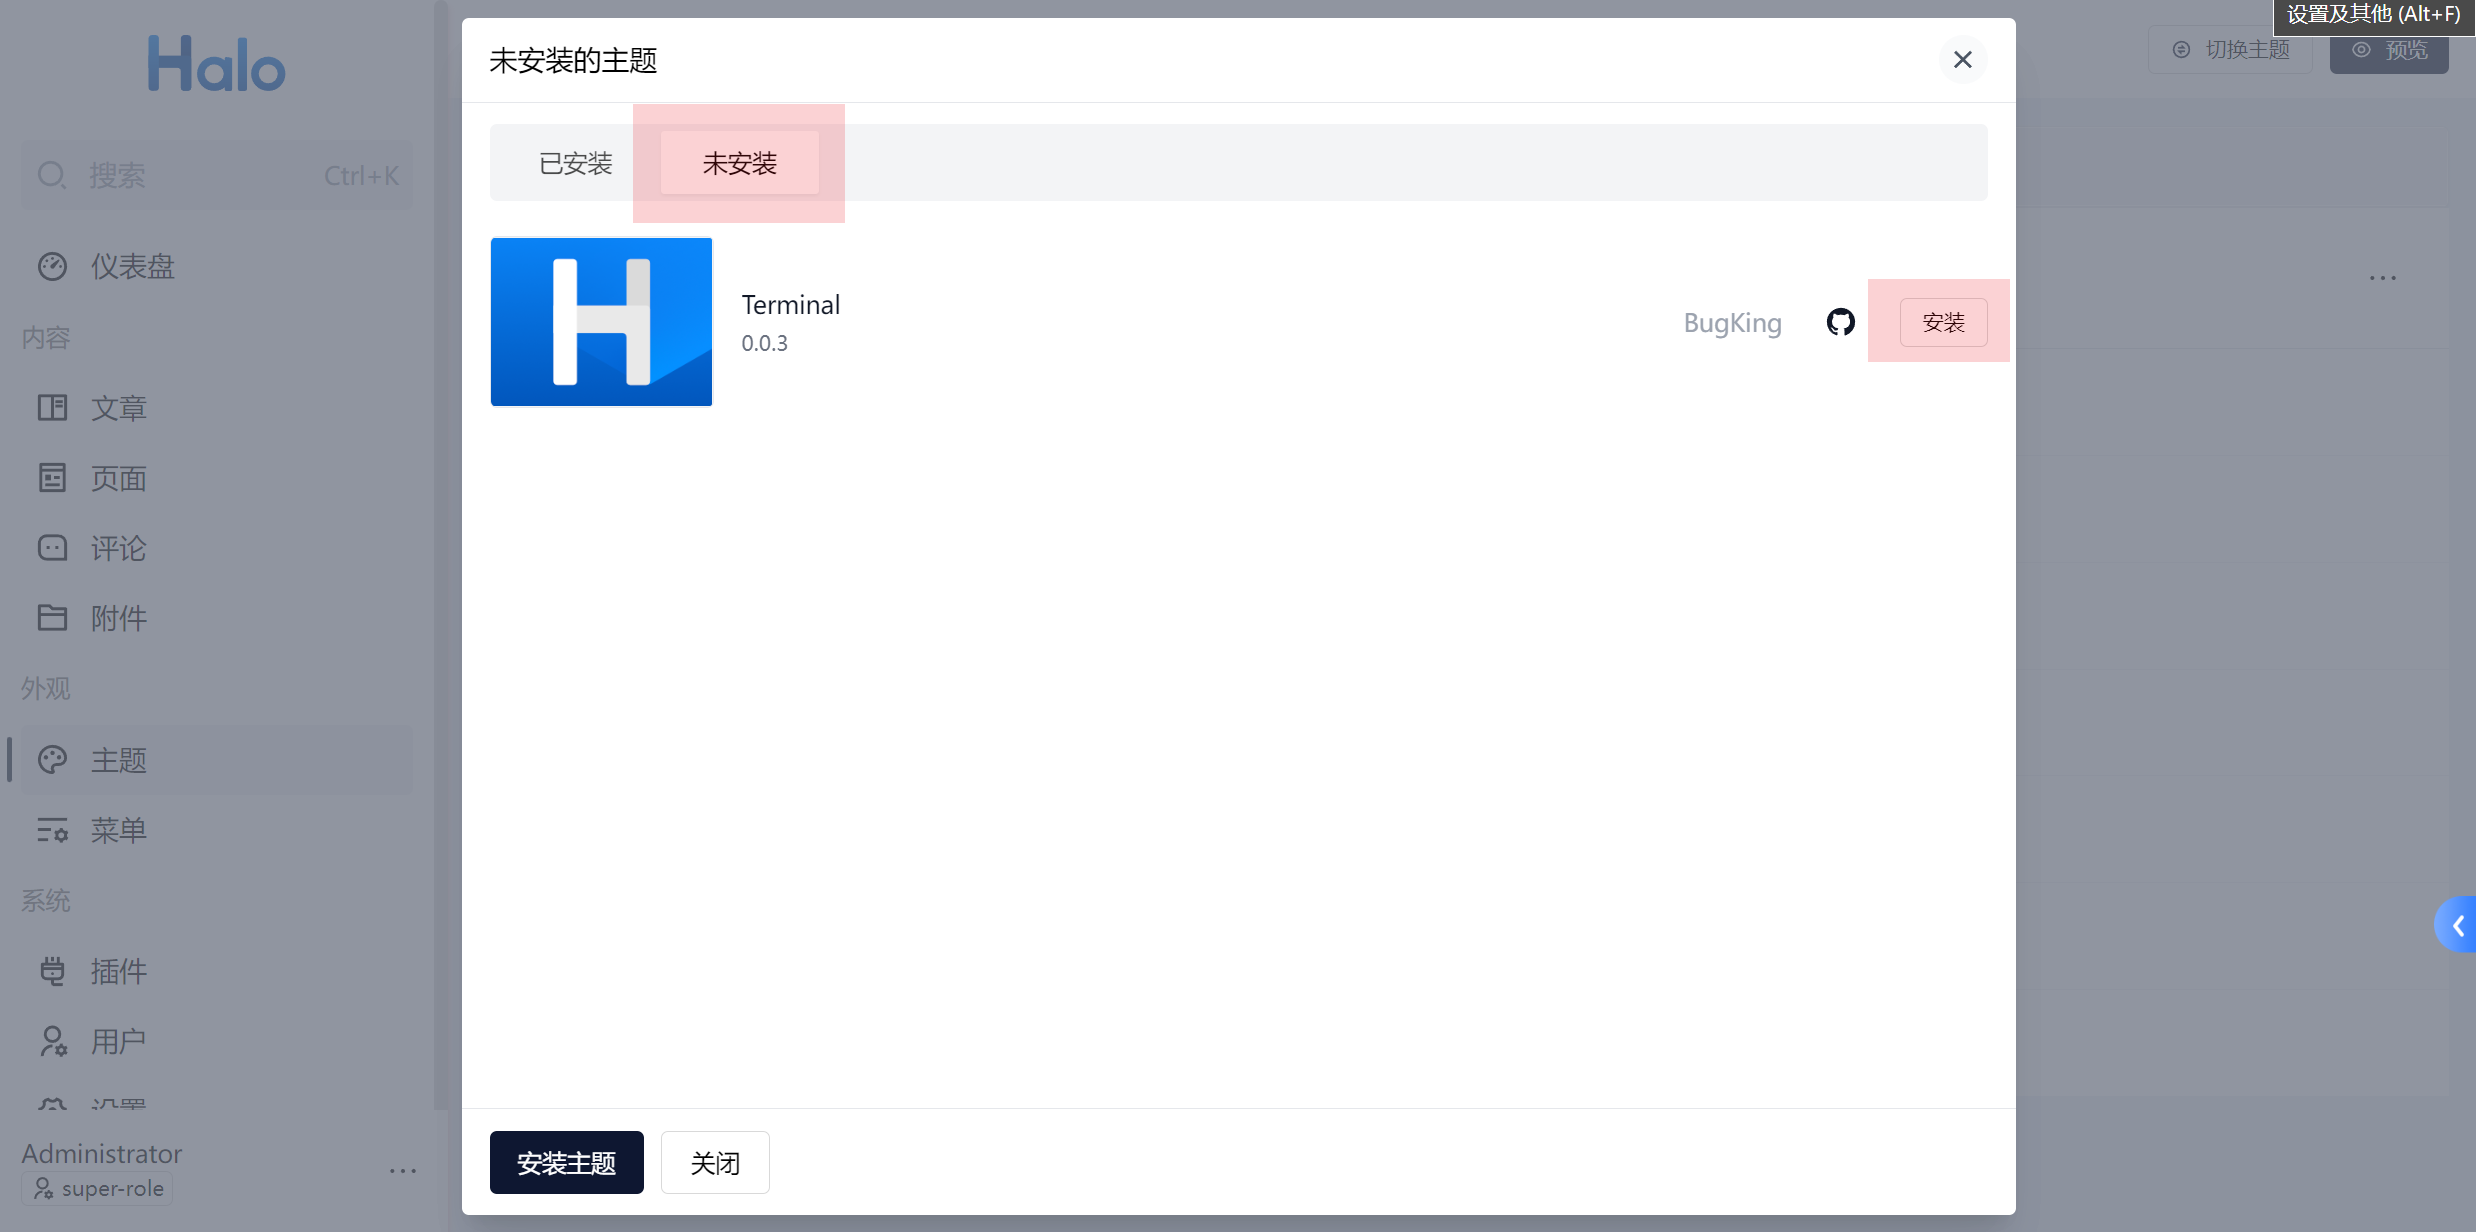 Halo
搜索 Ctrl+K
仪表盘
内容
文章
页面
评论
附件
外观
主题
菜单
系统
插件
用户
设置
Administrator
super-role
未安装的主题
已安装 未安装
Terminal
0.0.3
BugKing 安装
安装主题 关闭
设置及其他 (Alt+F)
切换主题 预览